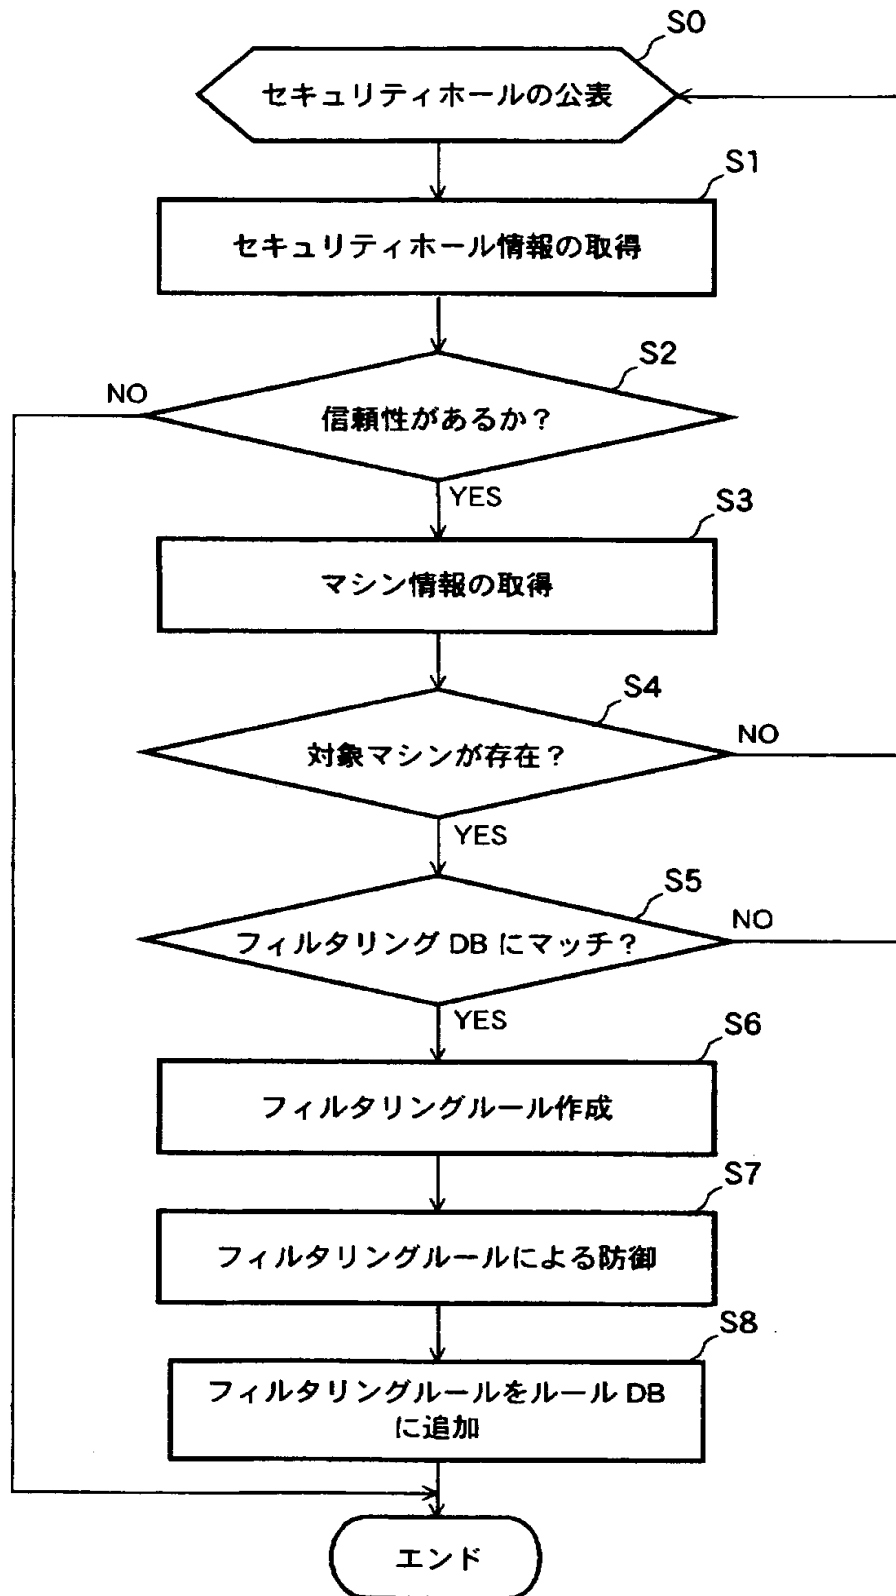 S0
セキュリティホールの公表
S1
セキュリティホール情報の取得
S2
NO
信頼性があるか？
YES
S3
マシン情報の取得
S4
NO
対象マシンが存在？
YES
S5
NO
フィルタリング DB にマッチ？
YES
S6
フィルタリングルール作成
S7
フィルタリングルールによる防御
S8
フィルタリングルールをルール DB
に追加
エンド